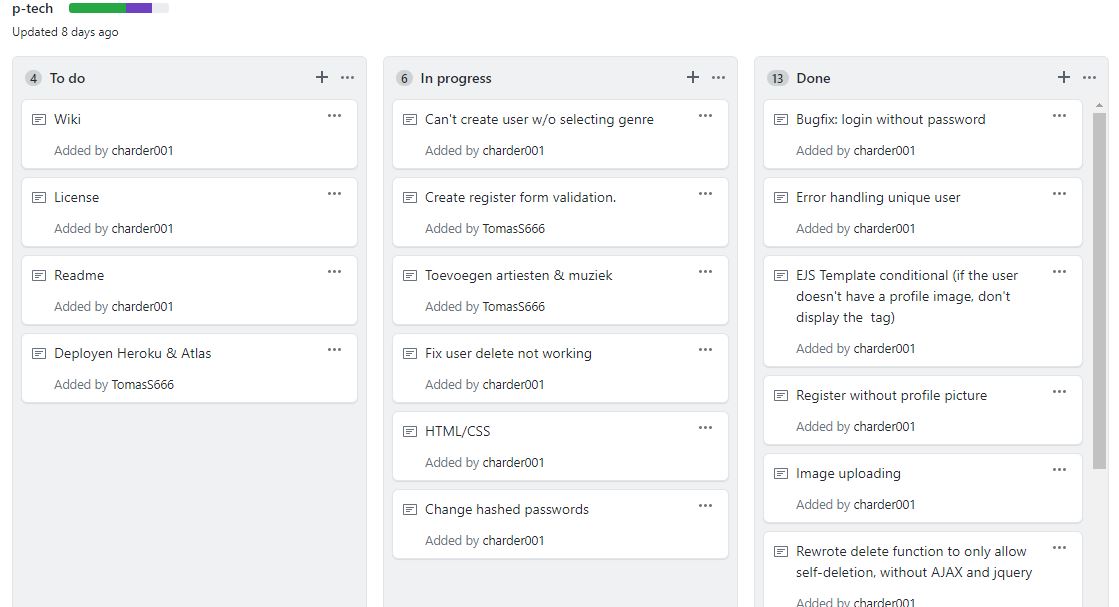 p-tech
Updated 8 days ago
4 To do
Wiki
Added by charder001
License
Added by charder001
Readme
Added by charder001
Deployen Heroku & Atlas
Added by TomasS666
6 In progress
Can't create user w/o selecting genre
Added by charder001
Create register form validation.
Added by TomasS666
Toevoegen artiesten & muziek
Added by TomasS666
Fix user delete not working
Added by charder001
HTML/CSS
Added by charder001
Change hashed passwords
Added by charder001
13 Done
Bugfix: login without password
Added by charder001
Error handling unique user
Added by charder001
EJS Template conditional (if the user
doesn't have a profile image, don't
display the tag)
Added by charder001
Register without profile picture
Added by charder001
Image uploading
Added by charder001
Rewrote delete function to only allow
self-deletion, without AJAX and jquery
Added by charder001